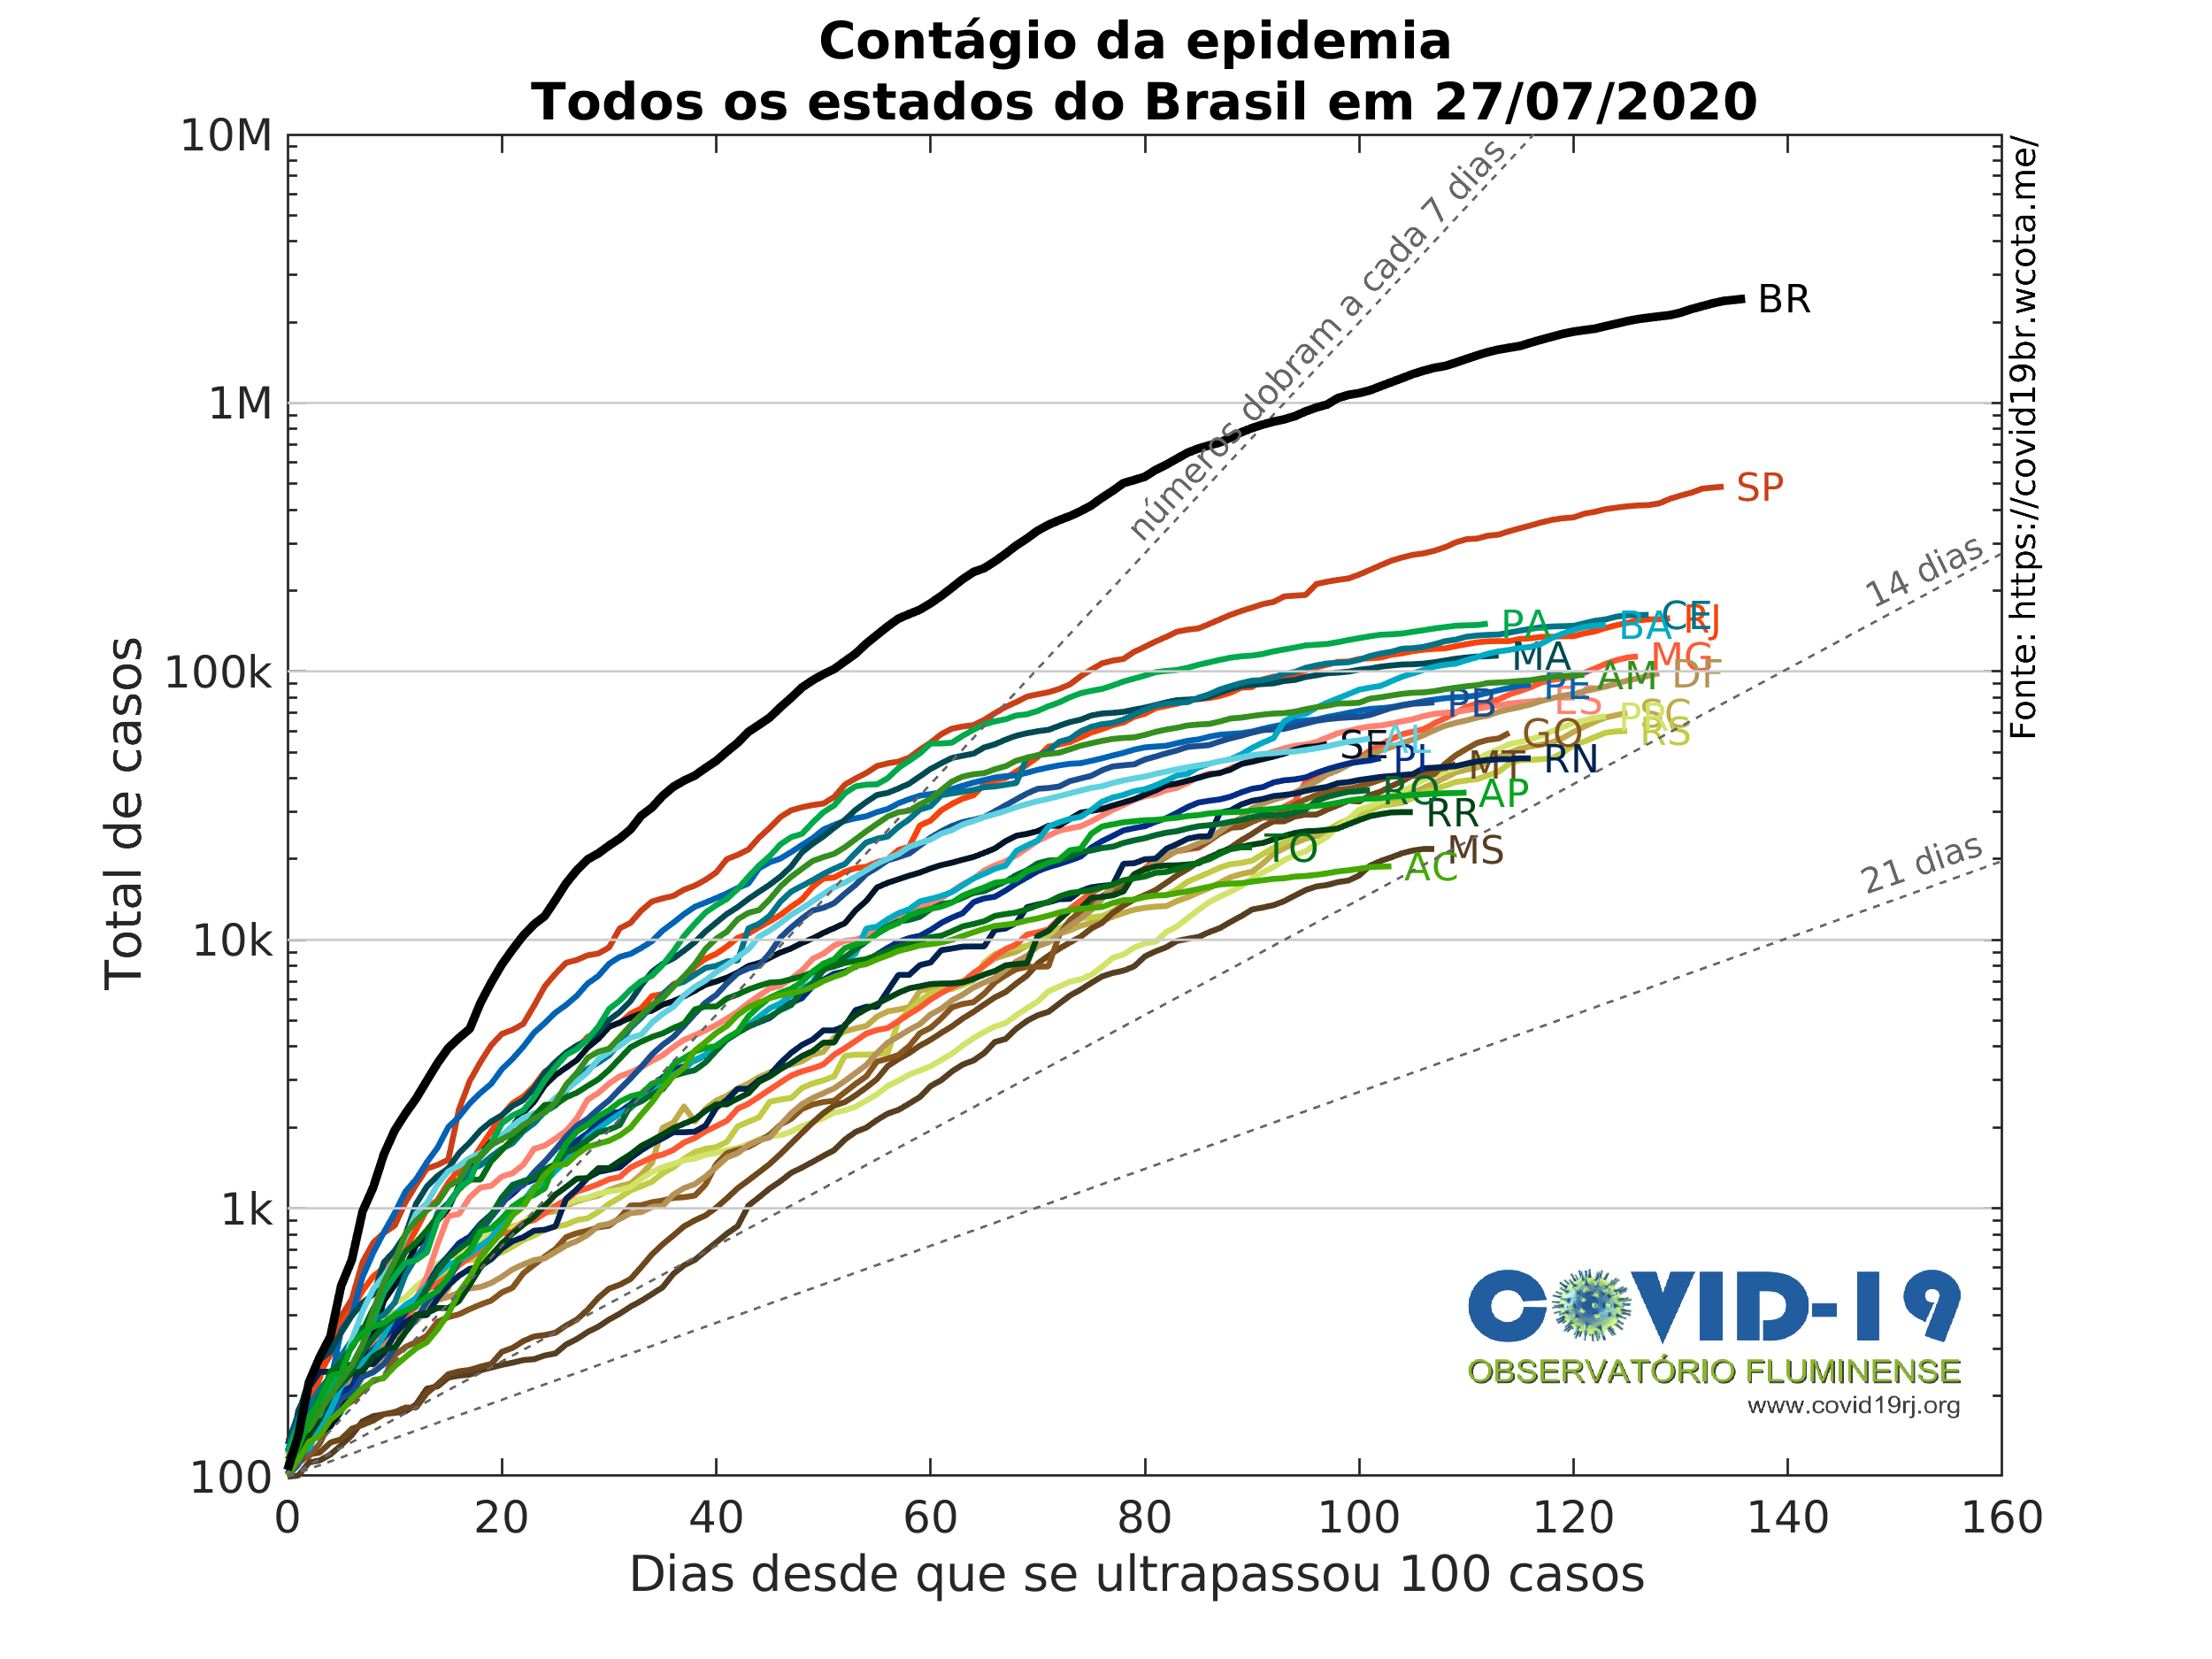 Contágio da epidemia
Todos os estados do Brasil em 27/07/2020
10M
1M
100k
10k
1k
100
Total de casos
0 20 40 60 80 100 120 140 160
Dias desde que se ultrapassou 100 casos
números dobram a cada 7 dias
14 dias
21 dias
Fonte: https://covid19br.wcota.me/
BR
SP
PA
BA
CE
RJ
MA
MG
AM
DF
PB
PE
ES
PR
SC
RS
GO
SE
AL
PI
MT
RN
RO
AP
RR
TO
MS
AC
COVID-19
OBSERVATÓRIO FLUMINENSE
www.covid19rj.org